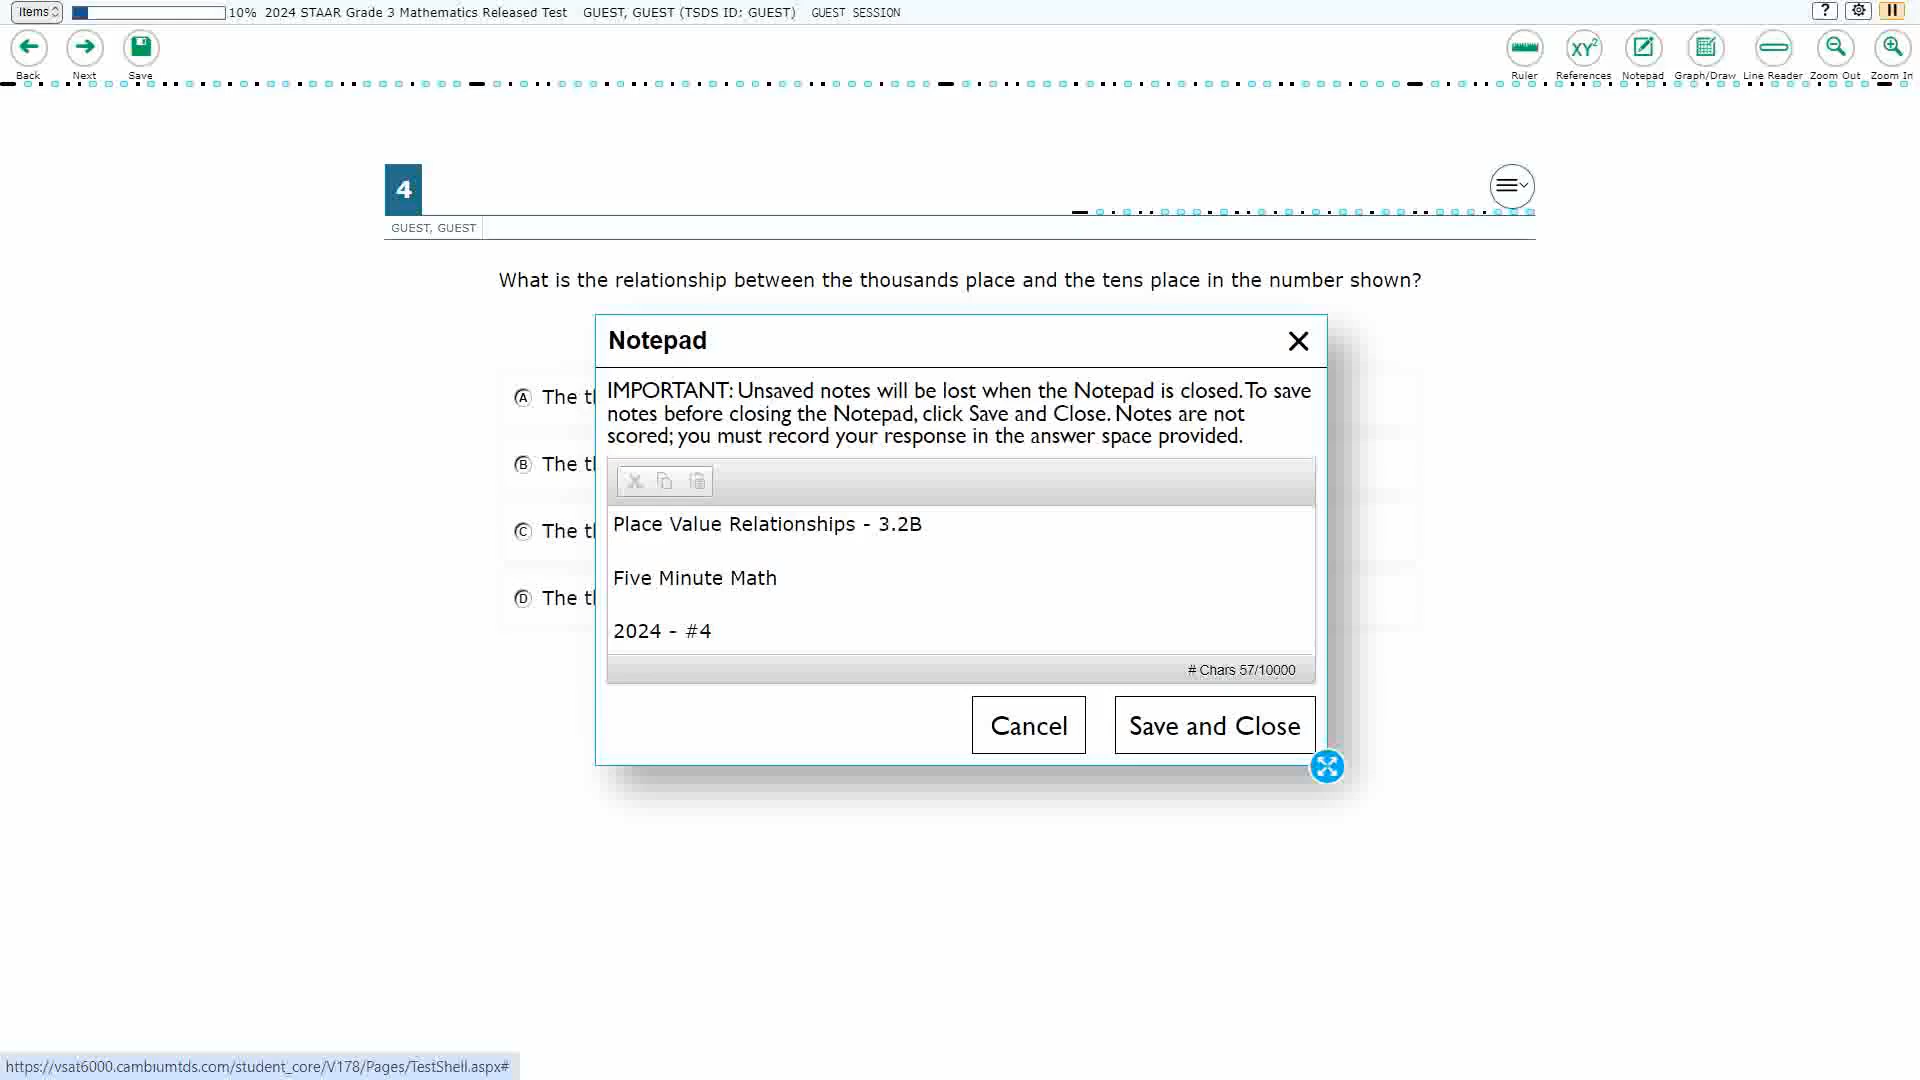 Items
10% 2024 STAAR Grade 3 Mathematics Released Test GUEST, GUEST (TSDS ID: GUEST) GUEST SESSION
?
Back Next Save
XY²
Ruler References Notepad Graph/Draw Line Reader Zoom Out Zoom In
4
GUEST, GUEST
What is the relationship between the thousands place and the tens place in the number shown?
Notepad
IMPORTANT: Unsaved notes will be lost when the Notepad is closed. To save
notes before closing the Notepad, click Save and Close. Notes are not
scored; you must record your response in the answer space provided.
A The
B The
C The
D The
Place Value Relationships - 3.2B
Five Minute Math
2024 - #4
# Chars 57/10000
Cancel Save and Close
https://vsat6000.cambiumtds.com/student_core/V178/Pages/TestShell.aspx#